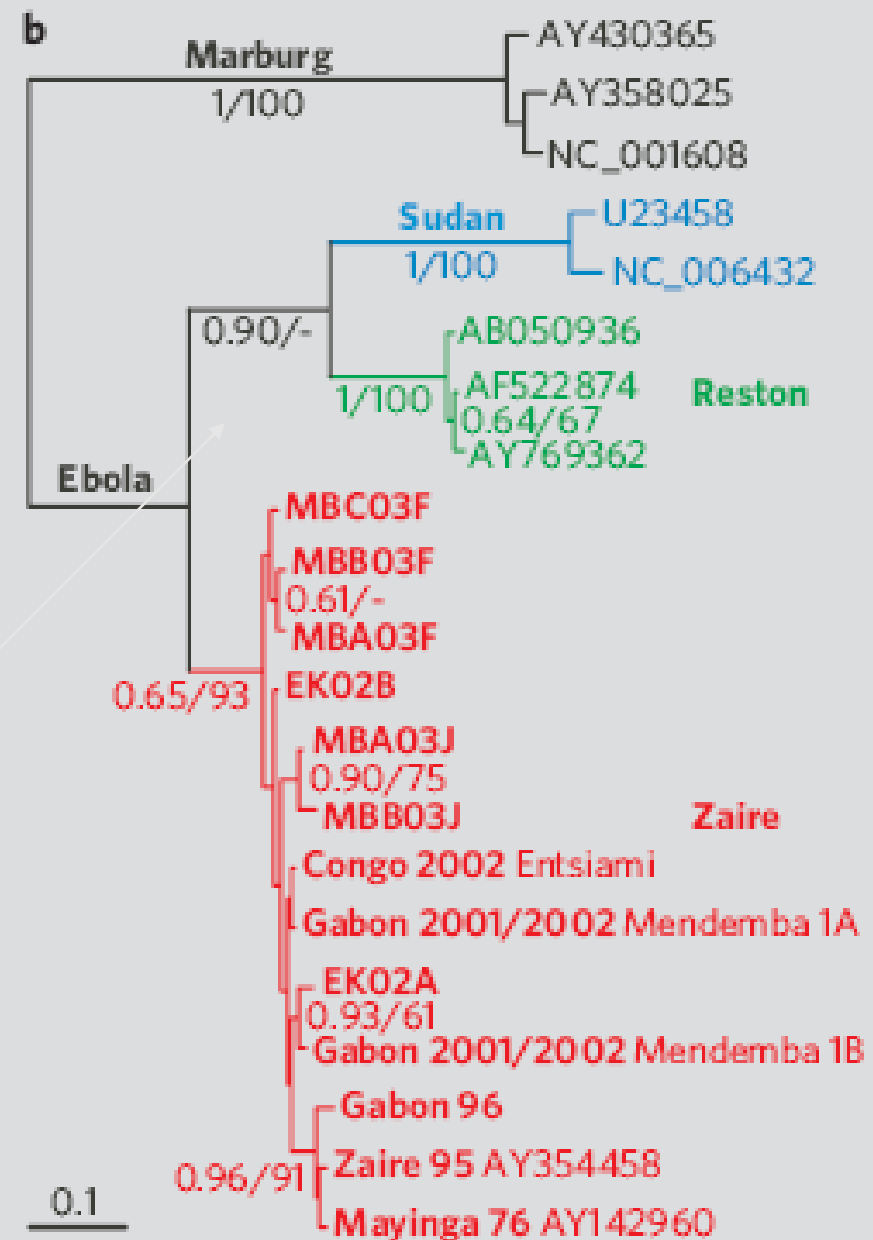 b
Marburg
1/100
AY430365
AY358025
NC_001608
Sudan
1/100
U23458
NC_006432
0.90/-
AB050936
1/100
AF522874
Reston
0.64/67
AY769362
Ebola
MBC03F
MBB03F
0.61/-
MBA03F
0.65/93
EK02B
MBA03J
0.90/75
MBB03J
Zaire
Congo 2002 Entsiami
Gabon 2001/2002 Mendemba 1A
EK02A
0.93/61
Gabon 2001/2002 Mendemba 1B
Gabon 96
0.96/91
Zaire 95 AY354458
Mayinga 76 AY142960
0.1